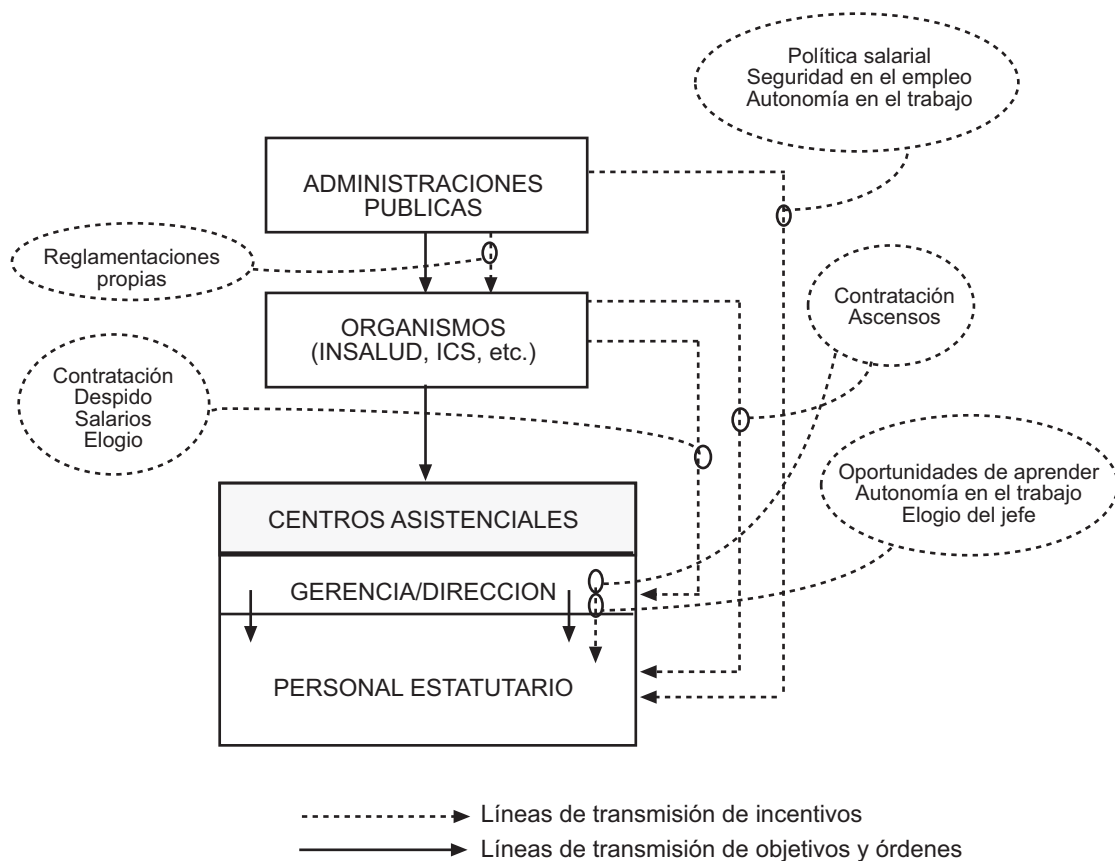 Política salarial
Seguridad en el empleo
Autonomía en el trabajo
ADMINISTRACIONES
PUBLICAS
Reglamentaciones
propias
Contratación
Ascensos
ORGANISMOS
(INSALUD, ICS, etc.)
Contratación
Despido
Salarios
Elogio
Oportunidades de aprender
Autonomía en el trabajo
Elogio del jefe
CENTROS ASISTENCIALES
GERENCIA/DIRECCION
PERSONAL ESTATUTARIO
Líneas de transmisión de incentivos
Líneas de transmisión de objetivos y órdenes